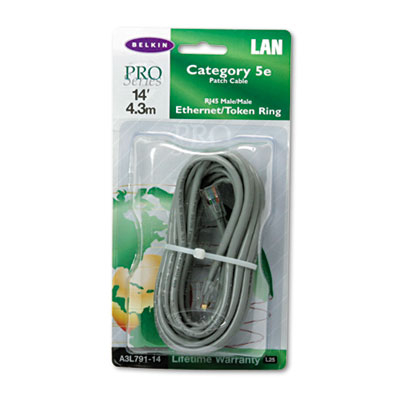 BELKIN
LAN
PRO
Series
14'
4.3m
Category 5e
Patch Cable
RJ45 Male/Male
Ethernet/Token Ring
PRO
A3L791-14
Lifetime Warranty